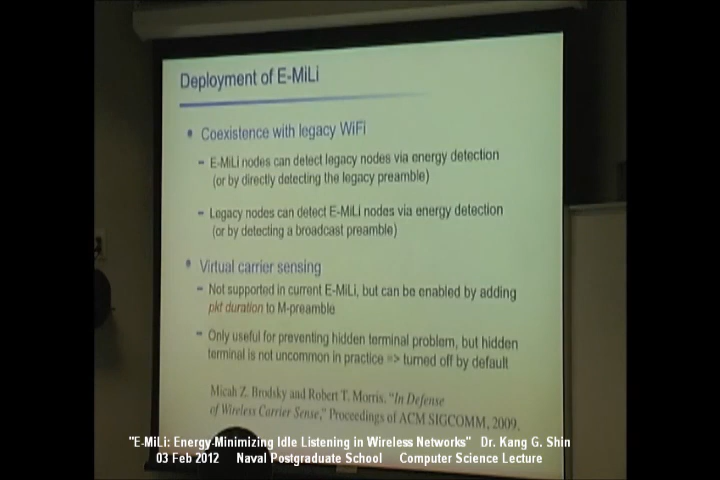 Deployment of E-MiLi
Coexistence with legacy WiFi
– E-MiLi nodes can detect legacy nodes via energy detection
(or by directly detecting the legacy preamble)
– Legacy nodes can detect E-MiLi nodes via energy detection
(or by detecting a broadcast preamble)
Virtual carrier sensing
– Not supported in current E-MiLi, but can be enabled by adding
pkt duration to M-preamble
– Only useful for preventing hidden terminal problem, but hidden
terminal is not uncommon in practice => turned off by default
Micah Z. Brodsky and Robert T. Morris. "In Defense
of Wireless Carrier Sense," Proceedings of ACM SIGCOMM, 2009.
"E-MiLi: Energy-Minimizing Idle Listening in Wireless Networks" Dr. Kang G. Shin
03 Feb 2012 Naval Postgraduate School Computer Science Lecture